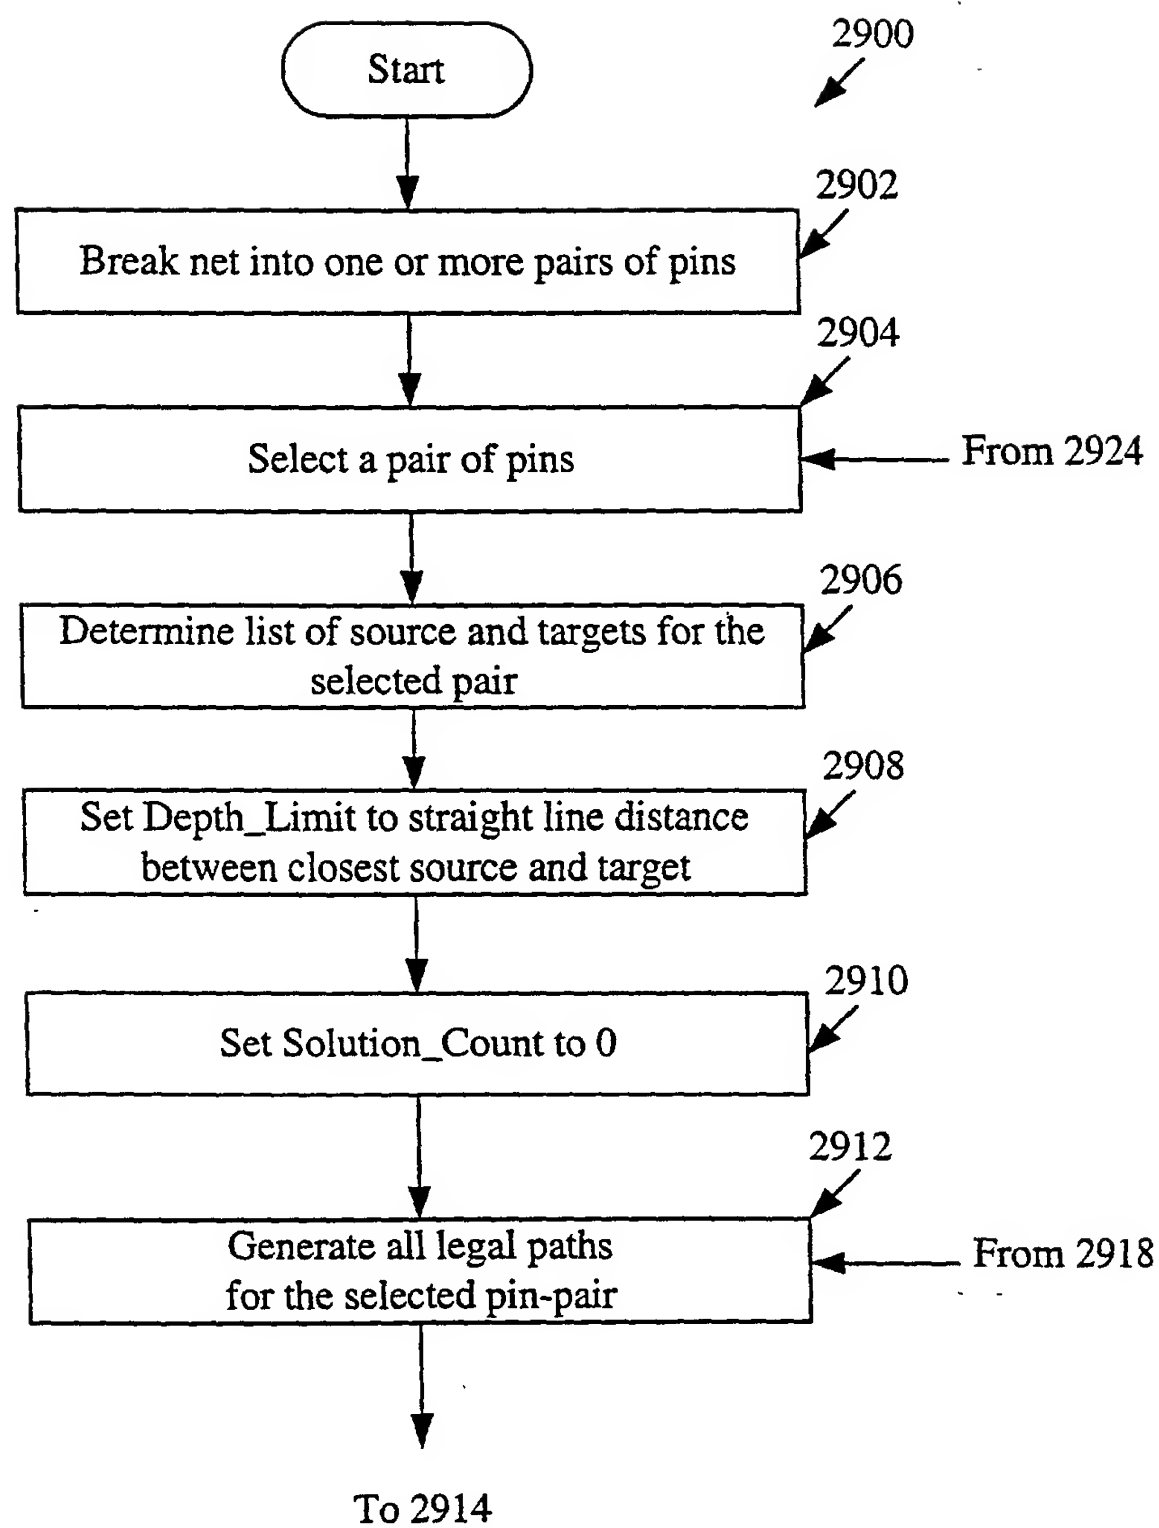 Start
2900
2902
Break net into one or more pairs of pins
2904
Select a pair of pins
From 2924
2906
Determine list of source and targets for the
selected pair
2908
Set Depth_Limit to straight line distance
between closest source and target
2910
Set Solution_Count to 0
2912
Generate all legal paths
for the selected pin-pair
From 2918
To 2914